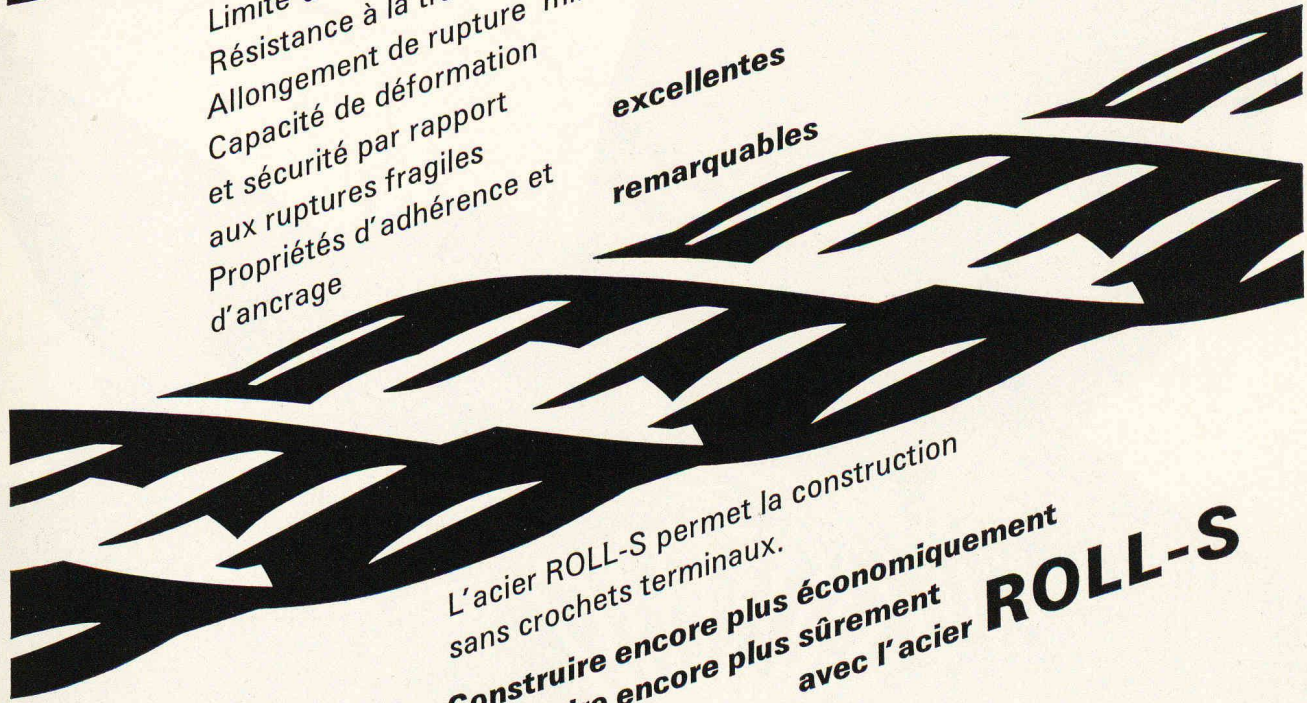 Limite
Résistance à la
Allongement de rupture
Capacité de déformation
et sécurité par rapport
aux ruptures fragiles
excellentes
Propriétés d'adhérence et
d'ancrage
remarquables
L'acier ROLL-S permet la construction
sans crochets terminaux.
Construire encore plus économiquement
encore plus sûrement
avec l'acier ROLL-S